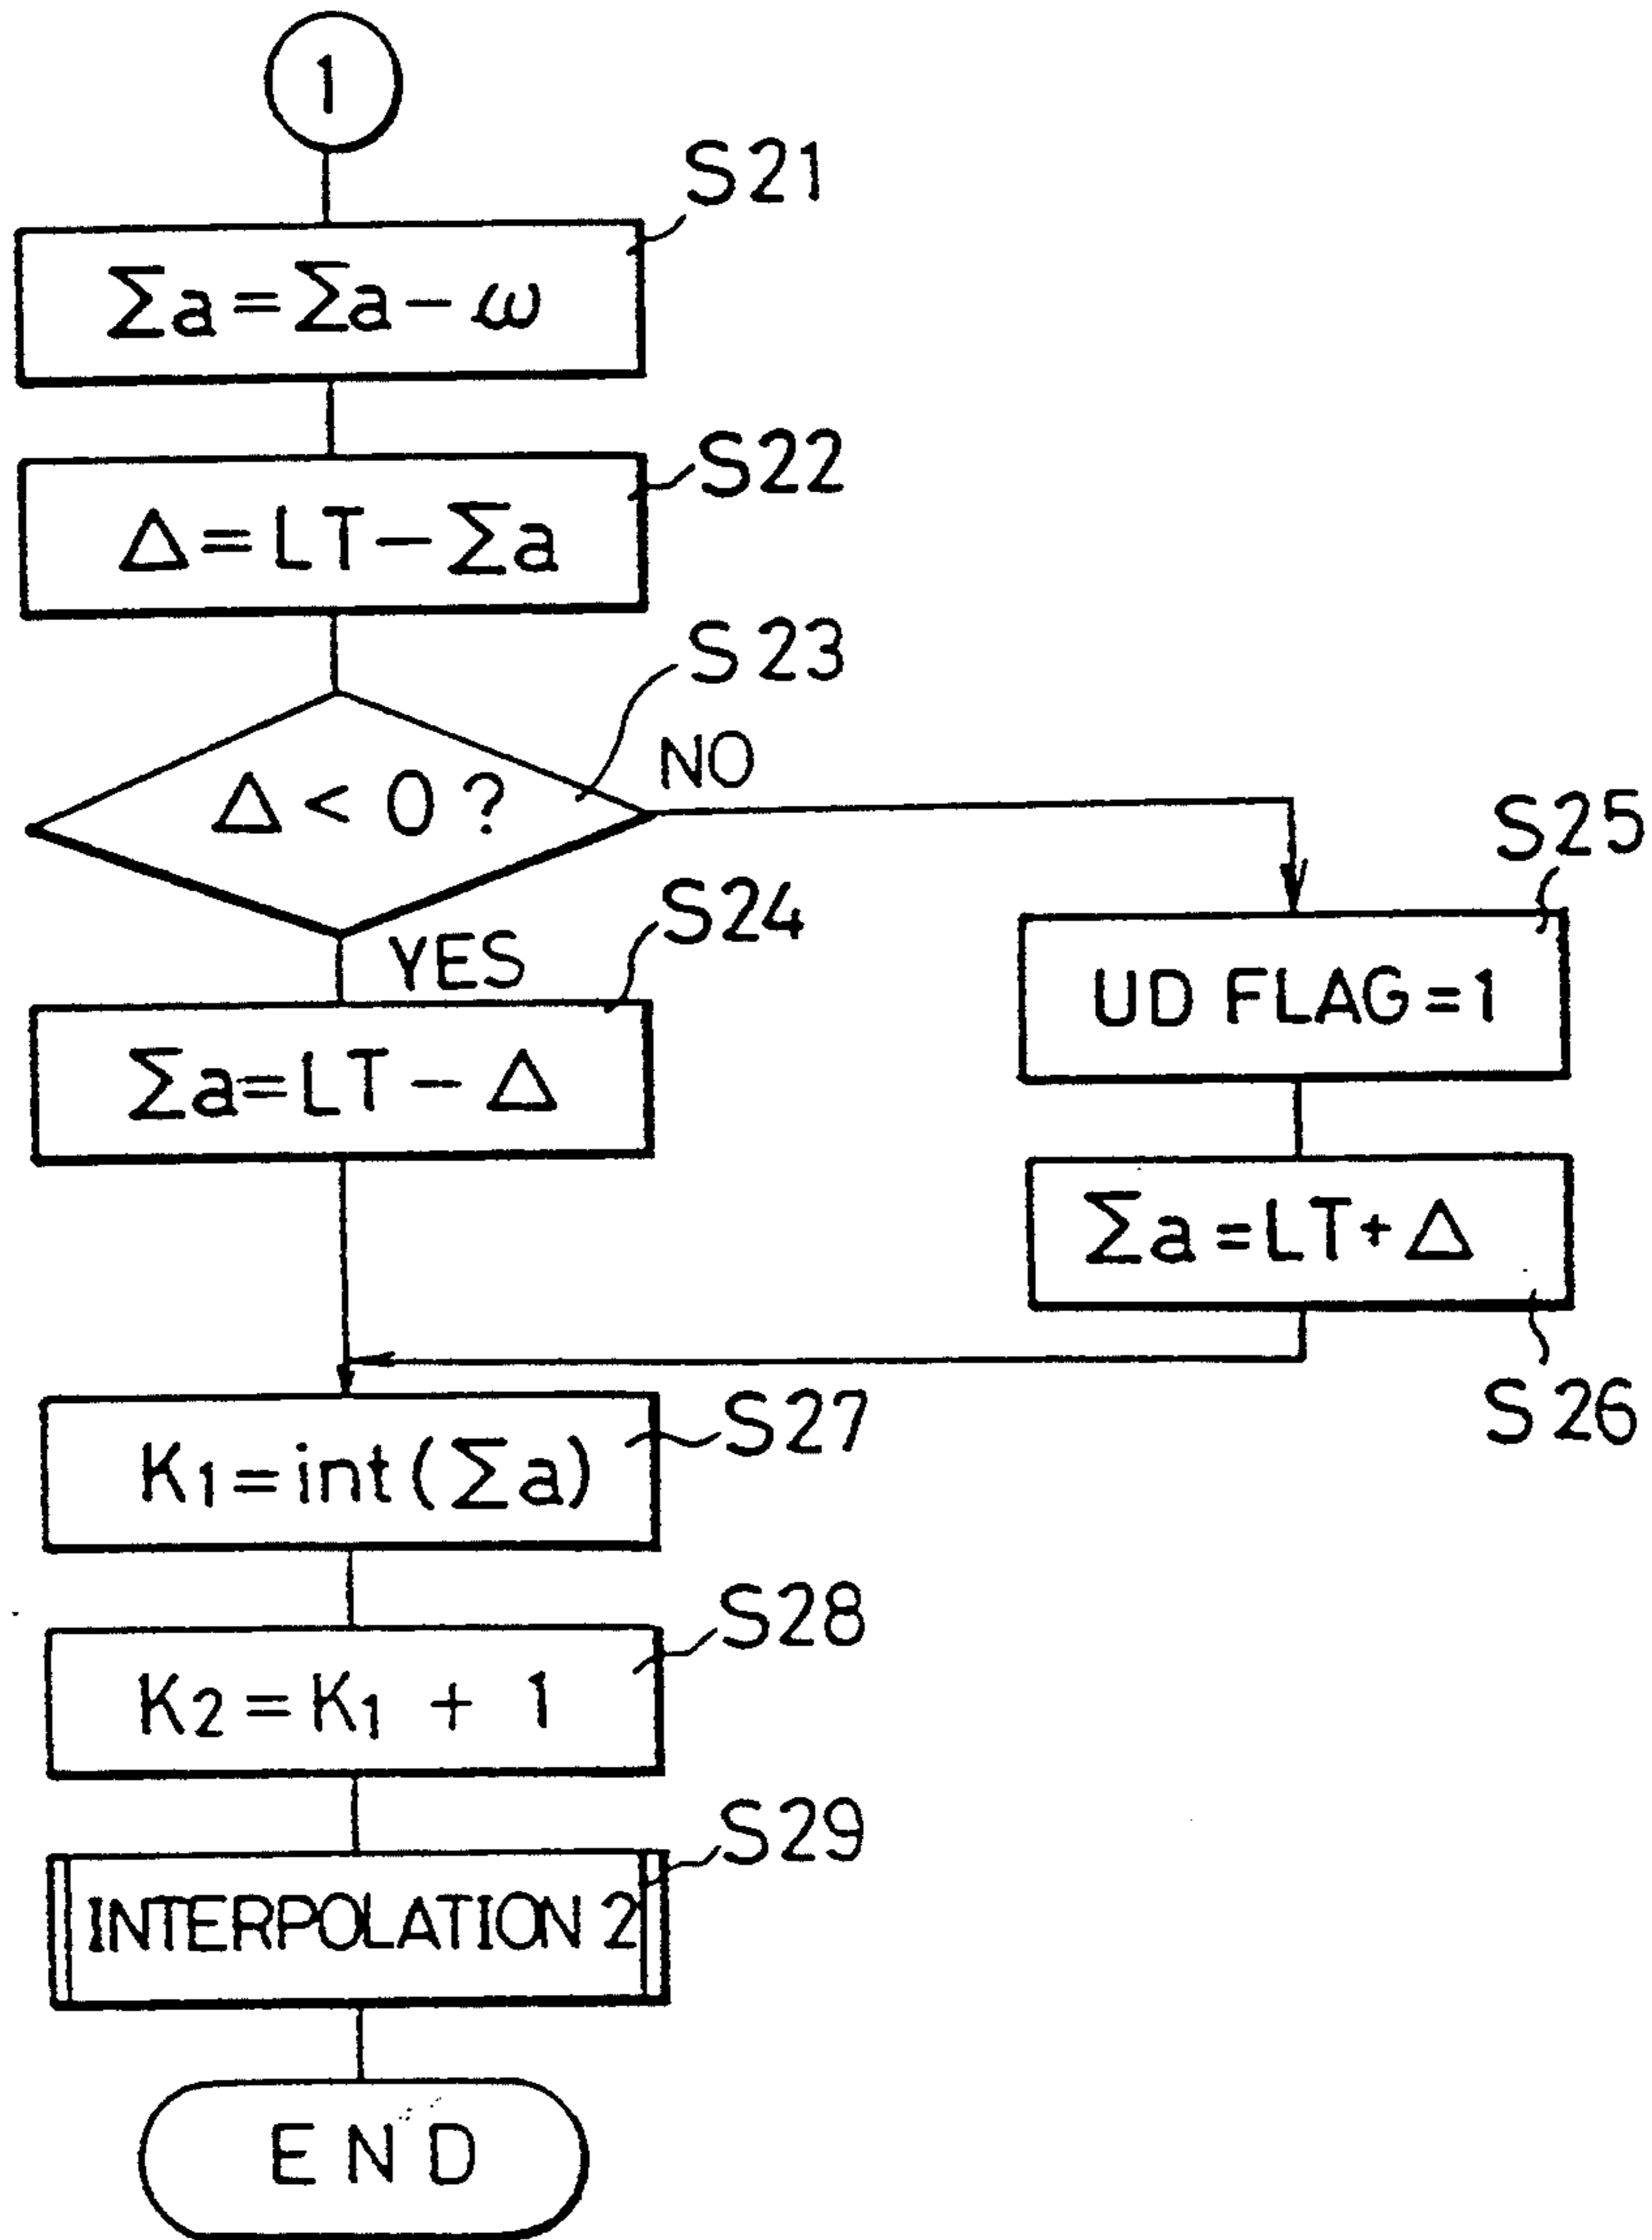 1
S21
Σa=Σa-ω
S22
Δ=LT-Σa
S23
Δ<0?
NO
YES
S24
Σa=LT-Δ
S25
UD FLAG=1
Σa=LT+Δ
S26
S27
K1=int(Σa)
S28
K2=K1+1
S29
INTERPOLATION 2
END